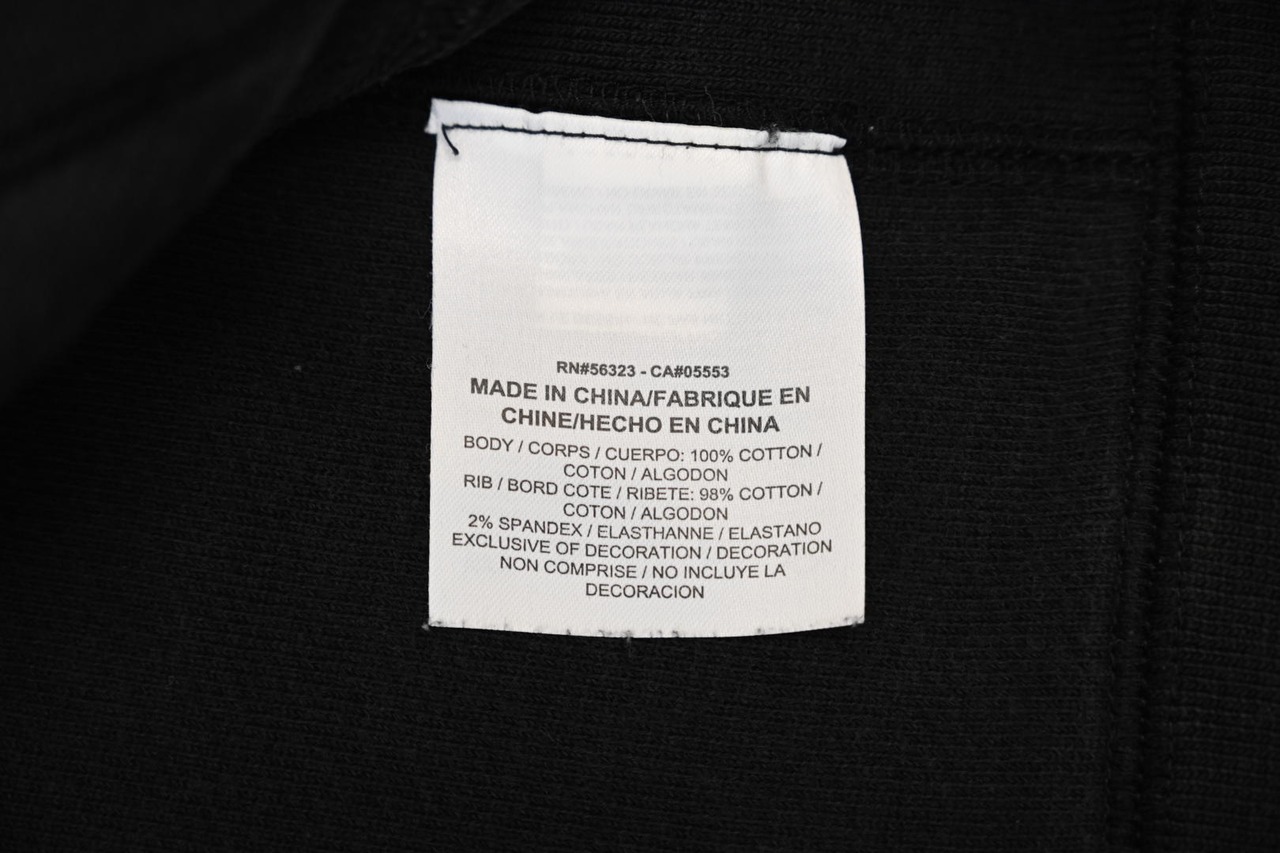 RN#56323 - CA#05553
MADE IN CHINA/FABRIQUE EN
CHINE/HECHO EN CHINA
BODY / CORPS / CUERPO: 100% COTTON /
COTON / ALGODON
RIB / BORD COTE / RIBETE: 98% COTTON /
COTON / ALGODON
2% SPANDEX / ELASTHANNE / ELASTANO
EXCLUSIVE OF DECORATION / DECORATION
NON COMPRISE / NO INCLUYE LA
DECORACION